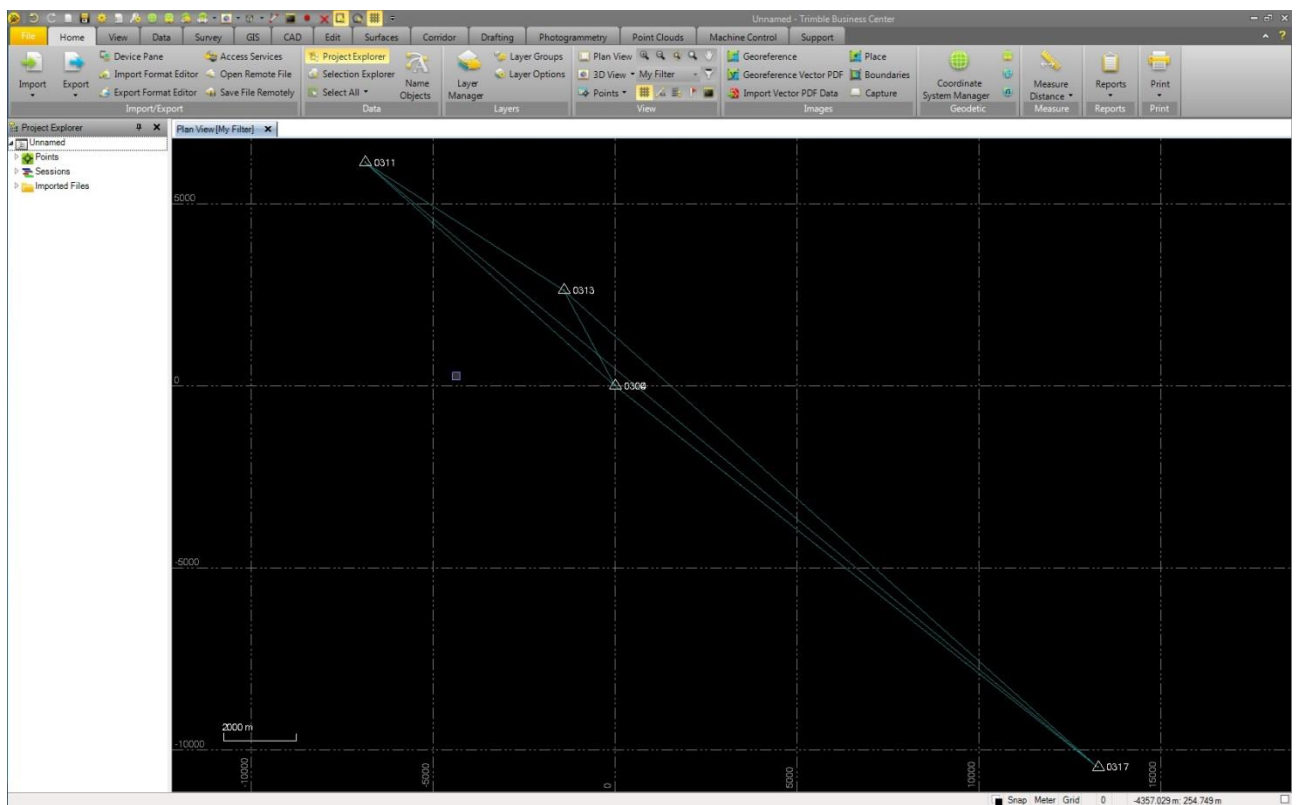 Unnamed - Trimble Business Center
File Home View Data Survey GIS CAD Edit Surfaces Corridor Drafting Photogrammetry Point Clouds Machine Control Support
Device Pane Access Services Project Explorer Layer Groups Plan View Georeference Place
Import Export Import Format Editor Open Remote File Selection Explorer Name Objects Layer Manager Layer Options 3D View My Filter Georeference Vector PDF Boundaries Coordinate System Manager Measure Distance Reports Print
Export Format Editor Save File Remotely Select All Points Import Vector PDF Data Capture
Import/Export Data Layers View Images Geodetic Measure Reports Print
Project Explorer
Plan View [My Filter]
Unnamed
Points
Sessions
Imported Files
0311
5000
0313
0
-5000
2000 m
-10000
0317
-10000 -5000 0 5000 10000 15000
Snap Meter Grid 0 -4357.029 m; 254.749 m